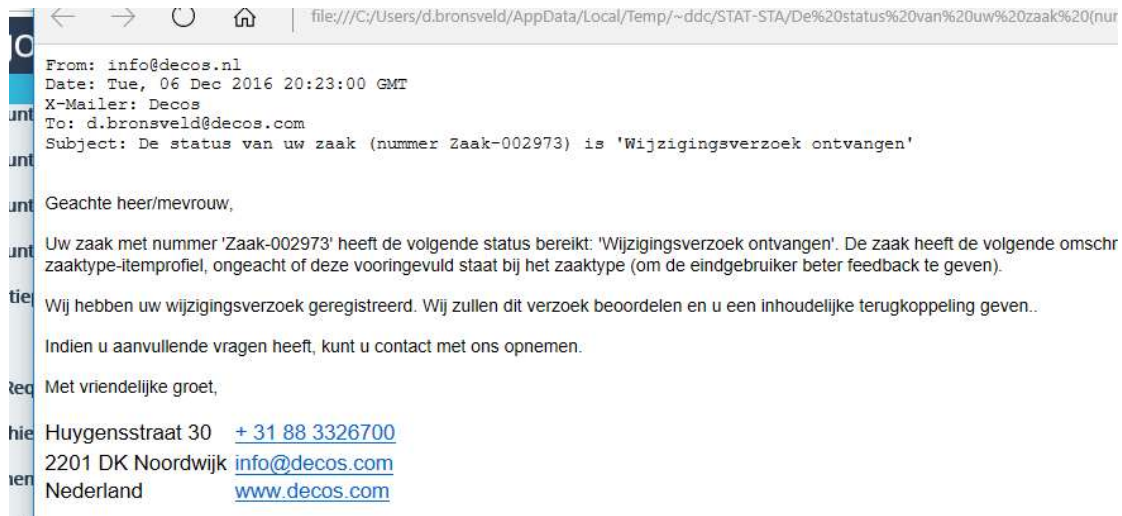 file:///C:/Users/d.bronsveld/AppData/Local/Temp/~ddc/STAT-STA/De%20status%20van%20uw%20zaak%20(nur
From: info@decos.nl
Date: Tue, 06 Dec 2016 20:23:00 GMT
X-Mailer: Decos
To: d.bronsveld@decos.com
Subject: De status van uw zaak (nummer Zaak-002973) is 'Wijzigingsverzoek ontvangen'
Geachte heer/mevrouw,
Uw zaak met nummer 'Zaak-002973' heeft de volgende status bereikt: 'Wijzigingsverzoek ontvangen'. De zaak heeft de volgende omschr
zaaktype-itemprofiel, ongeacht of deze vooringevuld staat bij het zaaktype (om de eindgebruiker beter feedback te geven).
Wij hebben uw wijzigingsverzoek geregistreerd. Wij zullen dit verzoek beoordelen en u een inhoudelijke terugkoppeling geven..
Indien u aanvullende vragen heeft, kunt u contact met ons opnemen.
Met vriendelijke groet,
Huygensstraat 30 + 31 88 3326700
2201 DK Noordwijk info@decos.com
Nederland www.decos.com